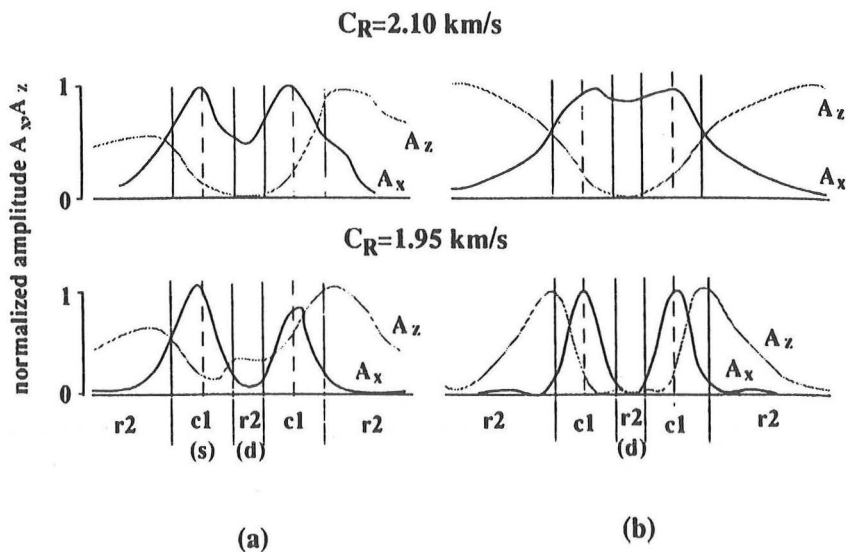 C_R=2.10 km/s
normalized amplitude A_x,A_z
1
0
A_z
A_x
A_z
A_x
C_R=1.95 km/s
1
0
A_z
A_x
A_z
A_x
r2 c1 r2 c1 r2 r2 c1 r2 c1 r2
(s) (d) (d)
(a) (b)